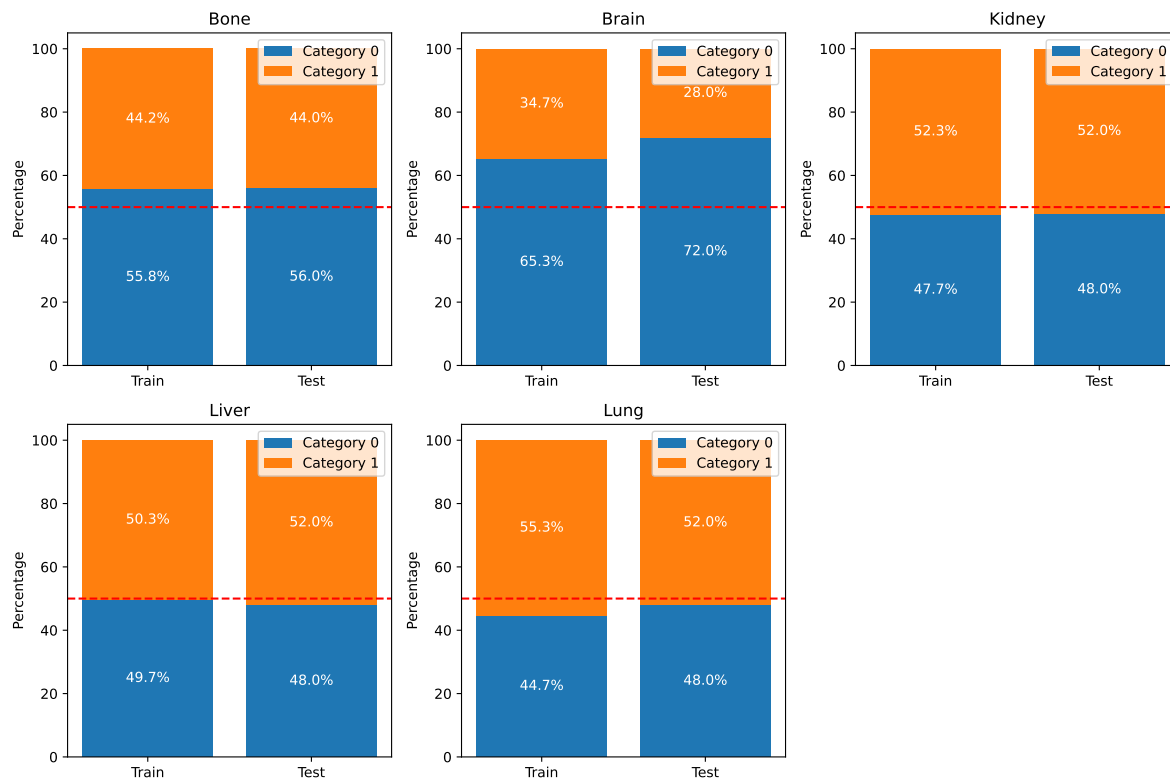 Bone
Percentage
100
80
60
40
20
0
44.2%
44.0%
55.8%
56.0%
Category 0
Category 1
Train
Test
Brain
Percentage
100
80
60
40
20
0
34.7%
28.0%
65.3%
72.0%
Category 0
Category 1
Train
Test
Kidney
Percentage
100
80
60
40
20
0
52.3%
52.0%
47.7%
48.0%
Category 0
Category 1
Train
Test
Liver
Percentage
100
80
60
40
20
0
50.3%
52.0%
49.7%
48.0%
Category 0
Category 1
Train
Test
Lung
Percentage
100
80
60
40
20
0
55.3%
52.0%
44.7%
48.0%
Category 0
Category 1
Train
Test